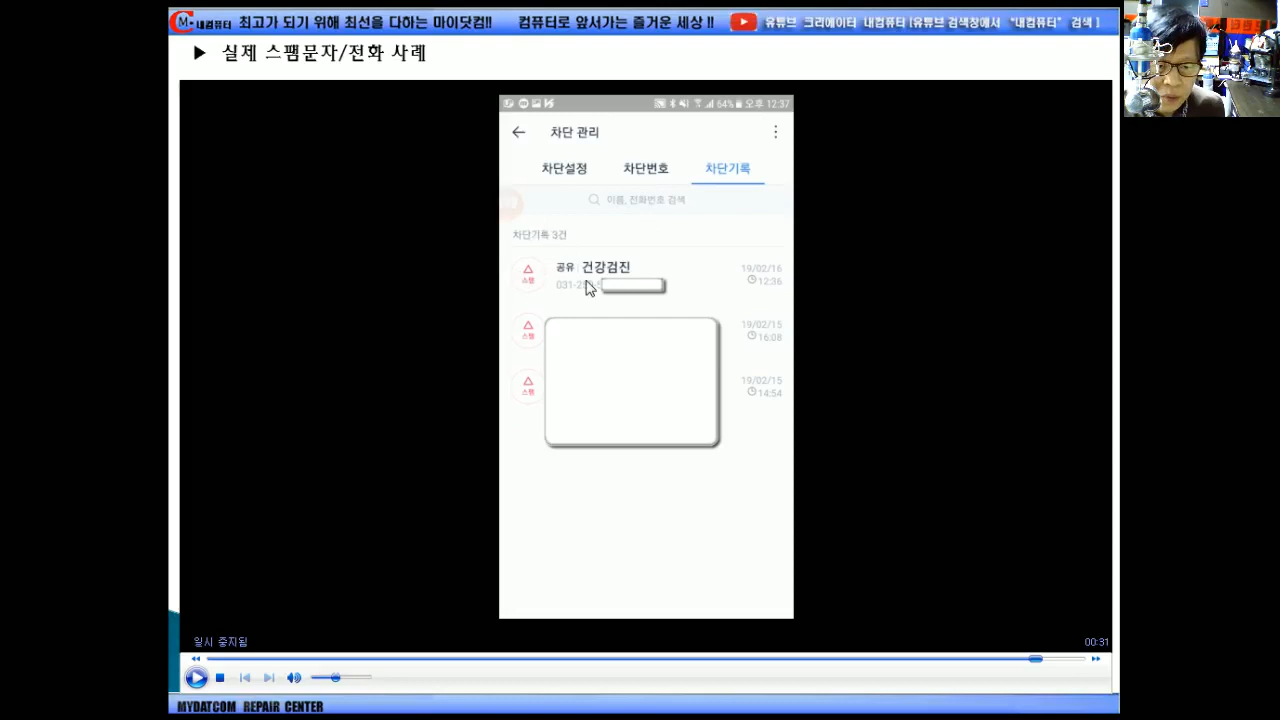 내컴퓨터 최고가 되기 위해 최선을 다하는 마이닷컴!! 컴퓨터로 앞서가는 즐거운 세상 !! 유튜브 크리에이터 내컴퓨터 [유튜브 검색창에서 "내컴퓨터" 검색 ]
▶ 실제 스팸문자/전화 사례
64% 오후 12:37
차단 관리
차단설정 차단번호 차단기록
이름, 전화번호 검색
차단기록 3건
스팸 공유 건강검진 19/02/16
031-2 12:36
스팸 19/02/15
16:08
스팸 19/02/15
14:54
일시 중지됨 00:31
MYDATCOM REPAIR CENTER